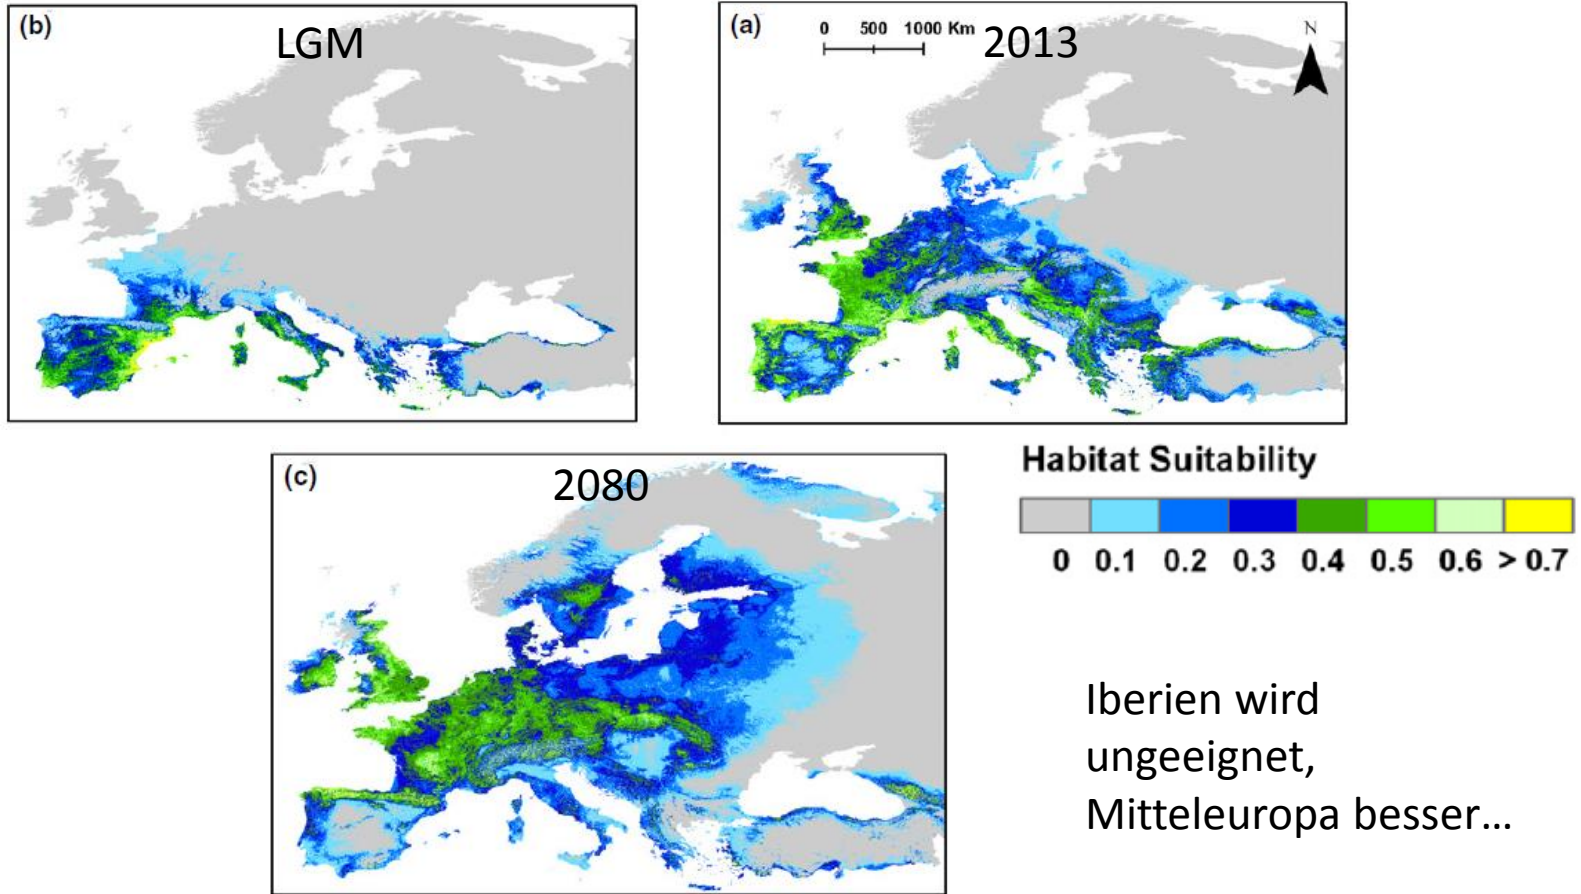 (b)
LGM
(a)
0 500 1000 Km
2013
N
(c)
2080
Habitat Suitability
0 0.1 0.2 0.3 0.4 0.5 0.6 > 0.7
Iberien wird
ungeeignet,
Mitteleuropa besser…